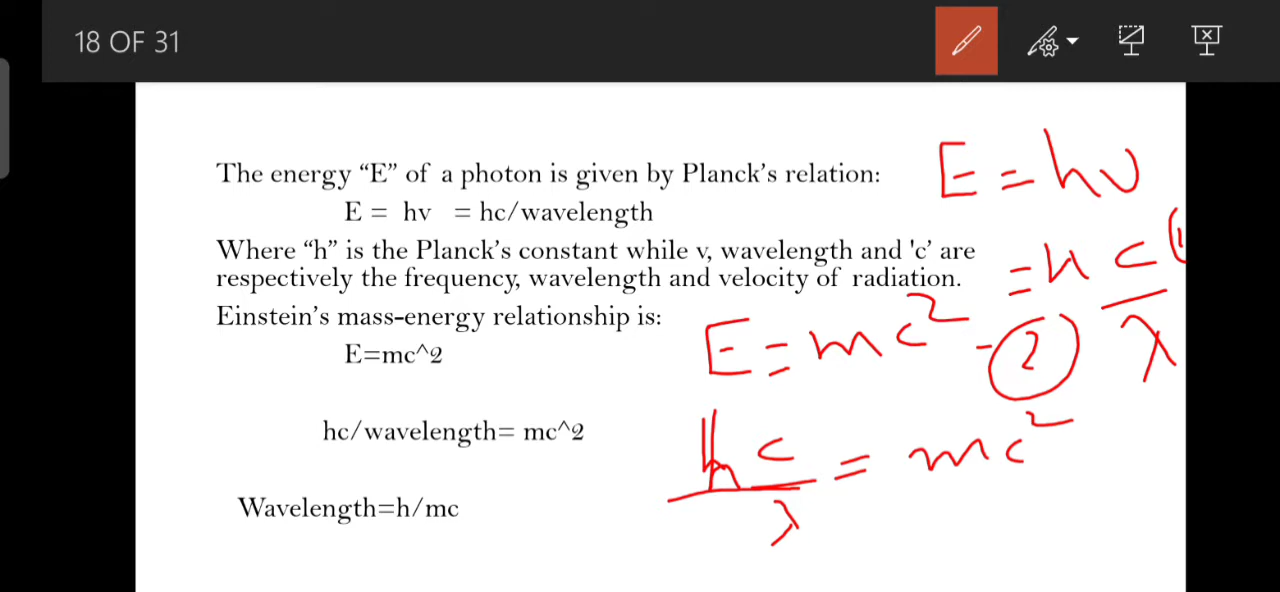 18 OF 31
The energy “E” of a photon is given by Planck’s relation:
E = hv = hc/wavelength
Where “h” is the Planck’s constant while v, wavelength and 'c' are
respectively the frequency, wavelength and velocity of radiation.
Einstein’s mass-energy relationship is:
E=mc^2
hc/wavelength= mc^2
Wavelength=h/mc
E = hν
= hc/λ (1
E = mc² - 2
hc/λ = mc²